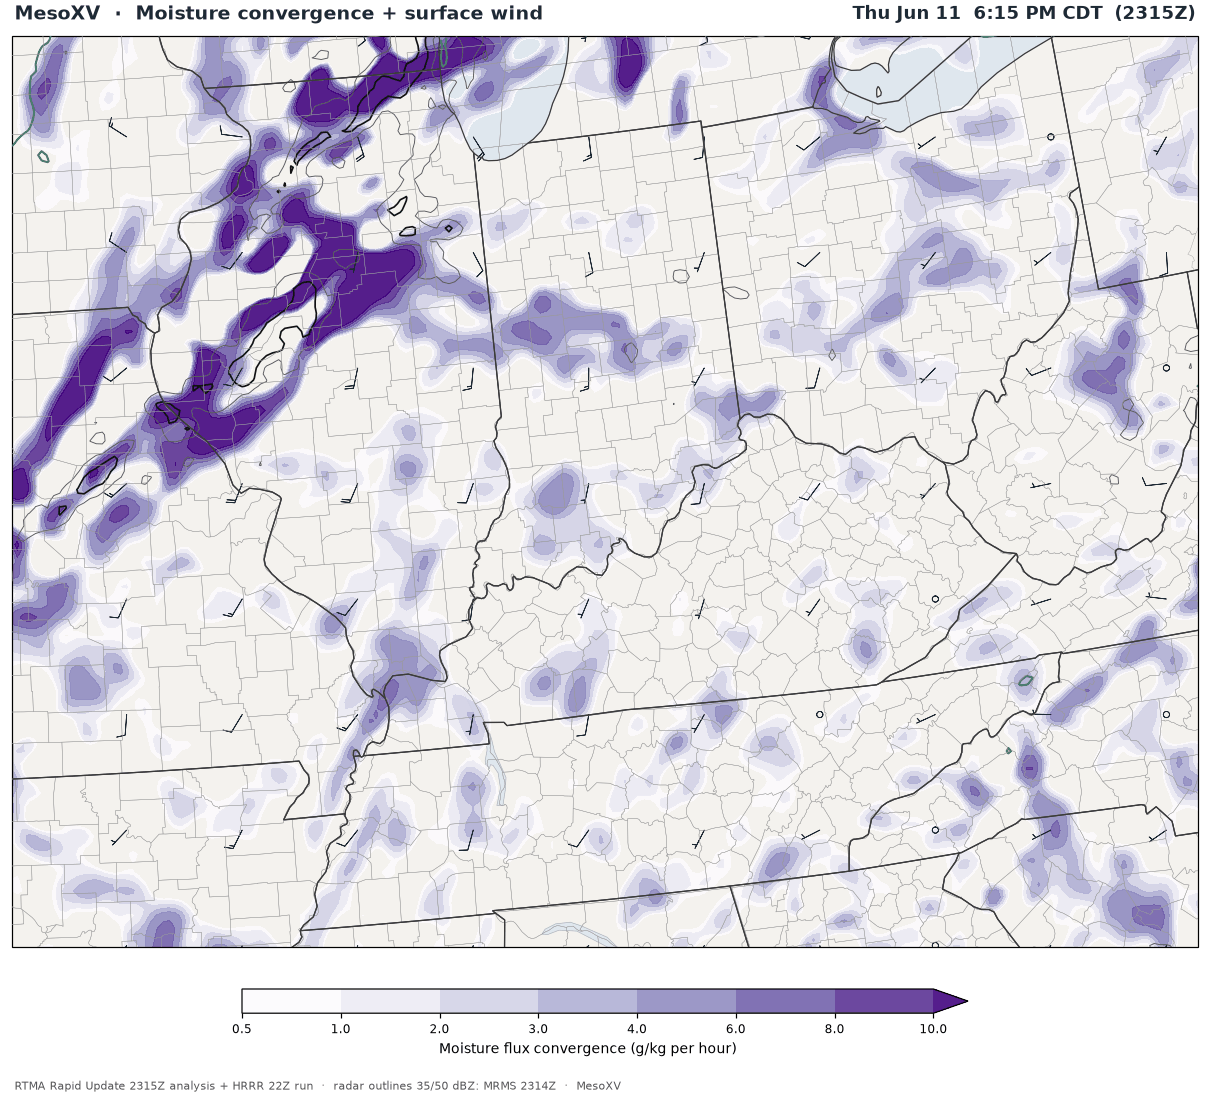 MesoXV · Moisture convergence + surface wind
Thu Jun 11 6:15 PM CDT (2315Z)
0.5 1.0 2.0 3.0 4.0 6.0 8.0 10.0
Moisture flux convergence (g/kg per hour)
RTMA Rapid Update 2315Z analysis + HRRR 22Z run · radar outlines 35/50 dBZ: MRMS 2314Z · MesoXV